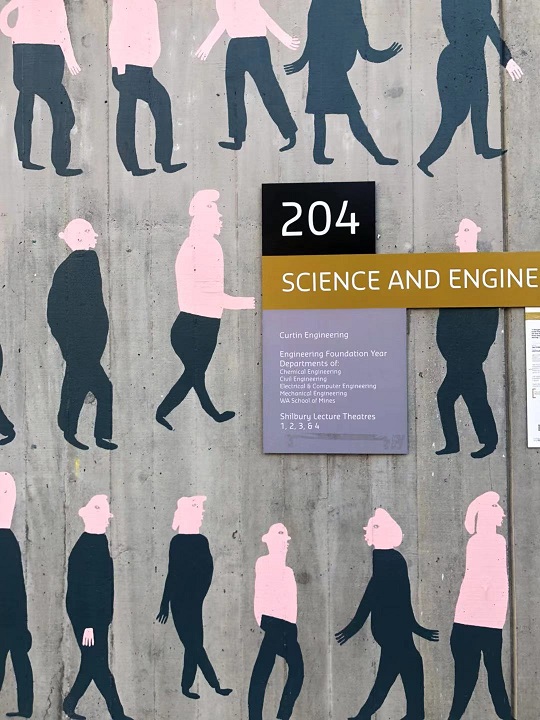 204
SCIENCE AND ENGINE
Curtin Engineering
Engineering Foundation Year
Departments of:
Chemical Engineering
Civil Engineering
Electrical & Computer Engineering
Mechanical Engineering
WA School of Mines
Shilbury Lecture Theatres
1, 2, 3, & 4